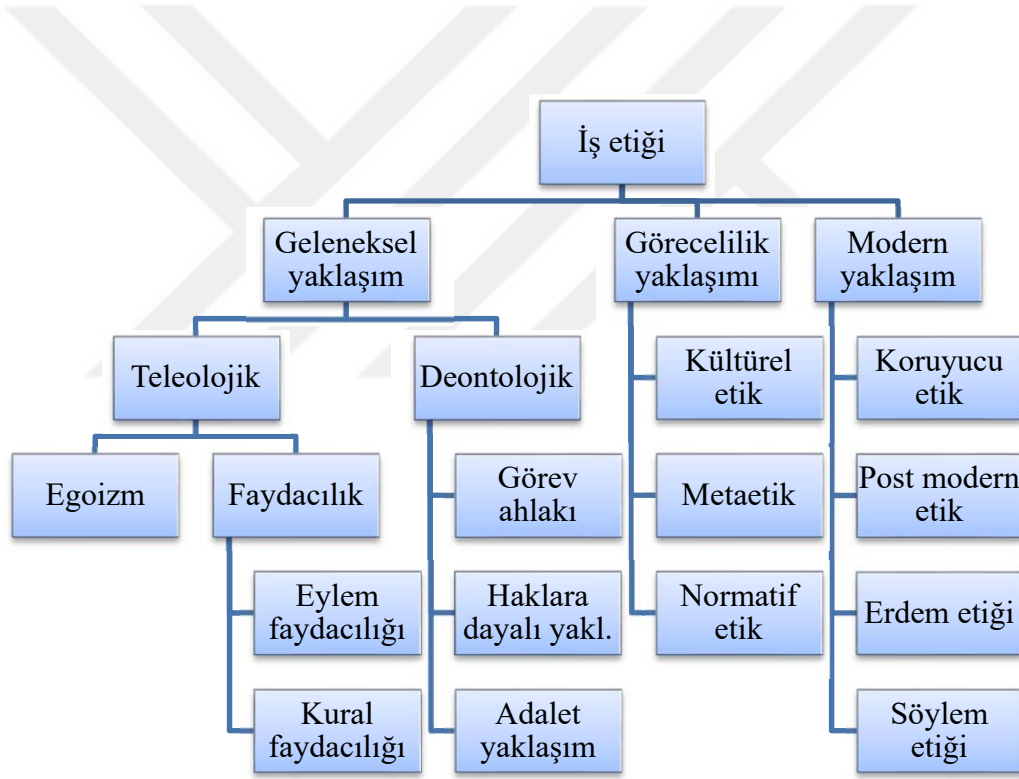 İş etiği
Geleneksel
yaklaşım
Görecelilik
yaklaşımı
Modern
yaklaşım
Teleolojik
Deontolojik
Kültürel
etik
Koruyucu
etik
Egoizm
Faydacılık
Görev
ahlakı
Metaetik
Post modern
etik
Eylem
faydacılığı
Haklara
dayalı yakl.
Normatif
etik
Erdem etiği
Kural
faydacılığı
Adalet
yaklaşım
Söylem
etiği